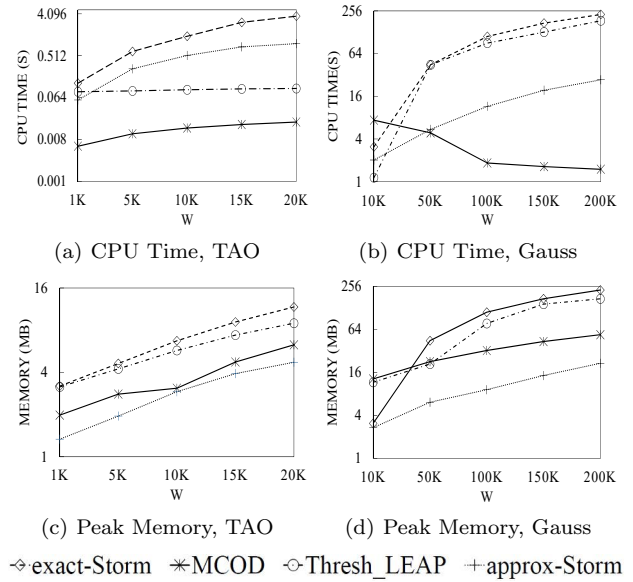 CPU TIME (S)
4.096
0.512
0.064
0.008
0.001
1K 5K 10K 15K 20K
W
(a) CPU Time, TAO
CPU TIME(S)
256
64
16
4
1
10K 50K 100K 150K 200K
W
(b) CPU Time, Gauss
MEMORY (MB)
16
4
1
1K 5K 10K 15K 20K
W
(c) Peak Memory, TAO
MEMORY (MB)
256
64
16
4
1
10K 50K 100K 150K 200K
W
(d) Peak Memory, Gauss
exact-Storm MCOD Thresh_LEAP approx-Storm